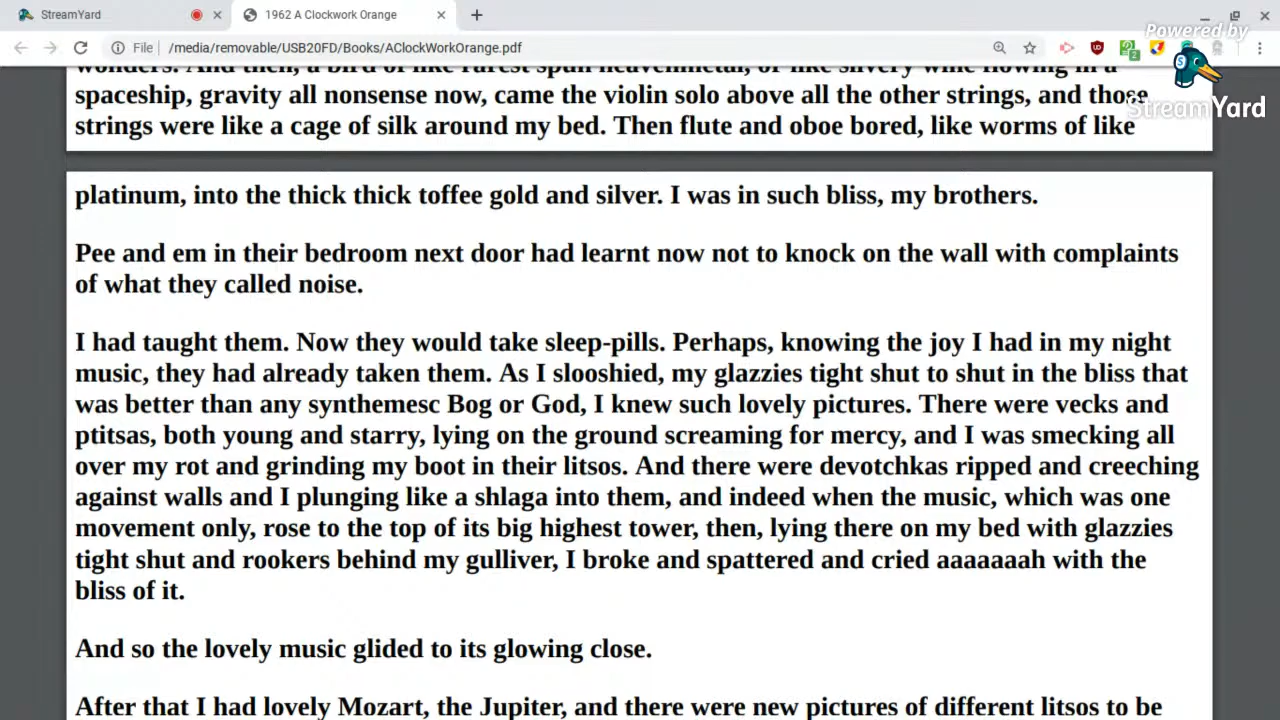 StreamYard
1962 A Clockwork Orange
File
/media/removable/USB20FD/Books/AClockWorkOrange.pdf
2
Powered by
S
StreamYard
spaceship, gravity all nonsense now, came the violin solo above all the other strings, and those
strings were like a cage of silk around my bed. Then flute and oboe bored, like worms of like
platinum, into the thick thick toffee gold and silver. I was in such bliss, my brothers.
Pee and em in their bedroom next door had learnt now not to knock on the wall with complaints
of what they called noise.
I had taught them. Now they would take sleep-pills. Perhaps, knowing the joy I had in my night
music, they had already taken them. As I slooshied, my glazzies tight shut to shut in the bliss that
was better than any synthemesc Bog or God, I knew such lovely pictures. There were vecks and
ptitsas, both young and starry, lying on the ground screaming for mercy, and I was smecking all
over my rot and grinding my boot in their litsos. And there were devotchkas ripped and creeching
against walls and I plunging like a shlaga into them, and indeed when the music, which was one
movement only, rose to the top of its big highest tower, then, lying there on my bed with glazzies
tight shut and rookers behind my gulliver, I broke and spattered and cried aaaaaaah with the
bliss of it.
And so the lovely music glided to its glowing close.
After that I had lovely Mozart, the Jupiter, and there were new pictures of different litsos to be